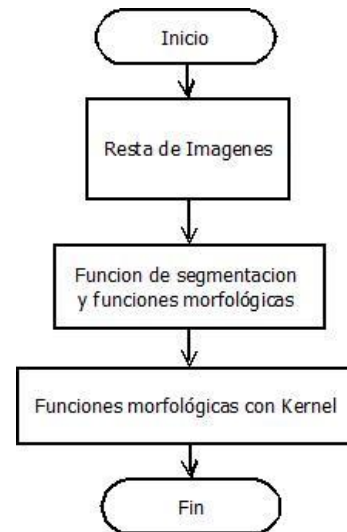 Inicio
Resta de Imagenes
Funcion de segmentacion
y funciones morfológicas
Funciones morfológicas con Kernel
Fin